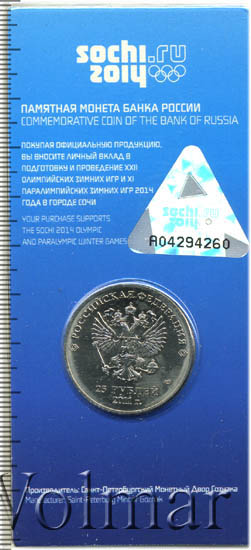 sochi.ru
2014
ПАМЯТНАЯ МОНЕТА БАНКА РОССИИ
COMMEMORATIVE COIN OF THE BANK OF RUSSIA
ПОКУПАЯ ОФИЦИАЛЬНУЮ ПРОДУКЦИЮ,
ВЫ ВНОСИТЕ ЛИЧНЫЙ ВКЛАД В
ПОДГОТОВКУ И ПРОВЕДЕНИЕ XXII
ОЛИМПИЙСКИХ ЗИМНИХ ИГР И XI
ПАРАЛИМПИЙСКИХ ЗИМНИХ ИГР 2014
ГОДА В ГОРОДЕ СОЧИ
YOUR PURCHASE SUPPORTS
THE SOCHI 2014 OLYMPIC
AND PARALYMPIC WINTER GAMES
sochi.ru
2014
A04294260
РОССИЙСКАЯ ФЕДЕРАЦИЯ
25 РУБЛЕЙ
2011 г.
Производитель: Санкт-Петербургский Монетный Двор Гознака
Manufacturer: Saint-Petersburg Mint of Goznak
Volmar